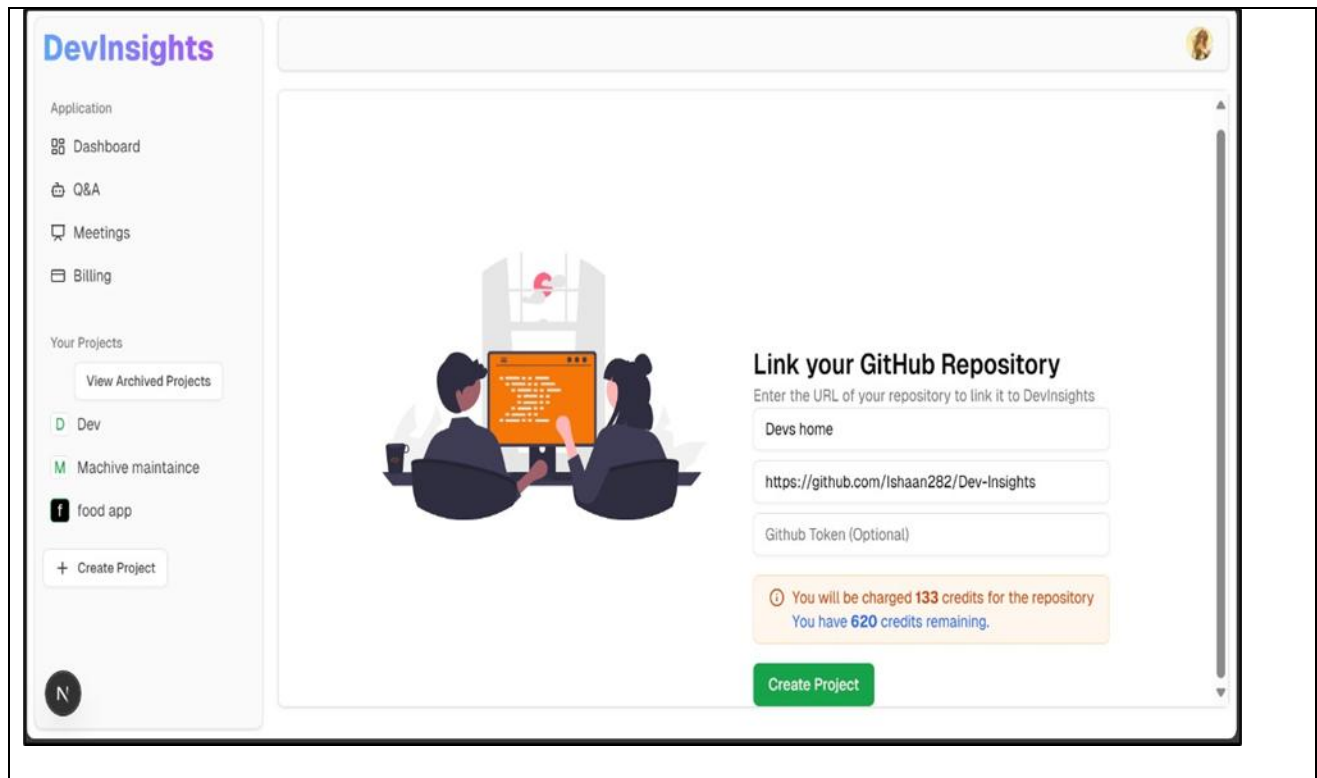 DevInsights
Application
Dashboard
Q&A
Meetings
Billing
Your Projects
View Archived Projects
D Dev
M Machive maintaince
f food app
+ Create Project
N
Link your GitHub Repository
Enter the URL of your repository to link it to DevInsights
Devs home
https://github.com/Ishaan282/Dev-Insights
Github Token (Optional)
You will be charged 133 credits for the repository
You have 620 credits remaining.
Create Project